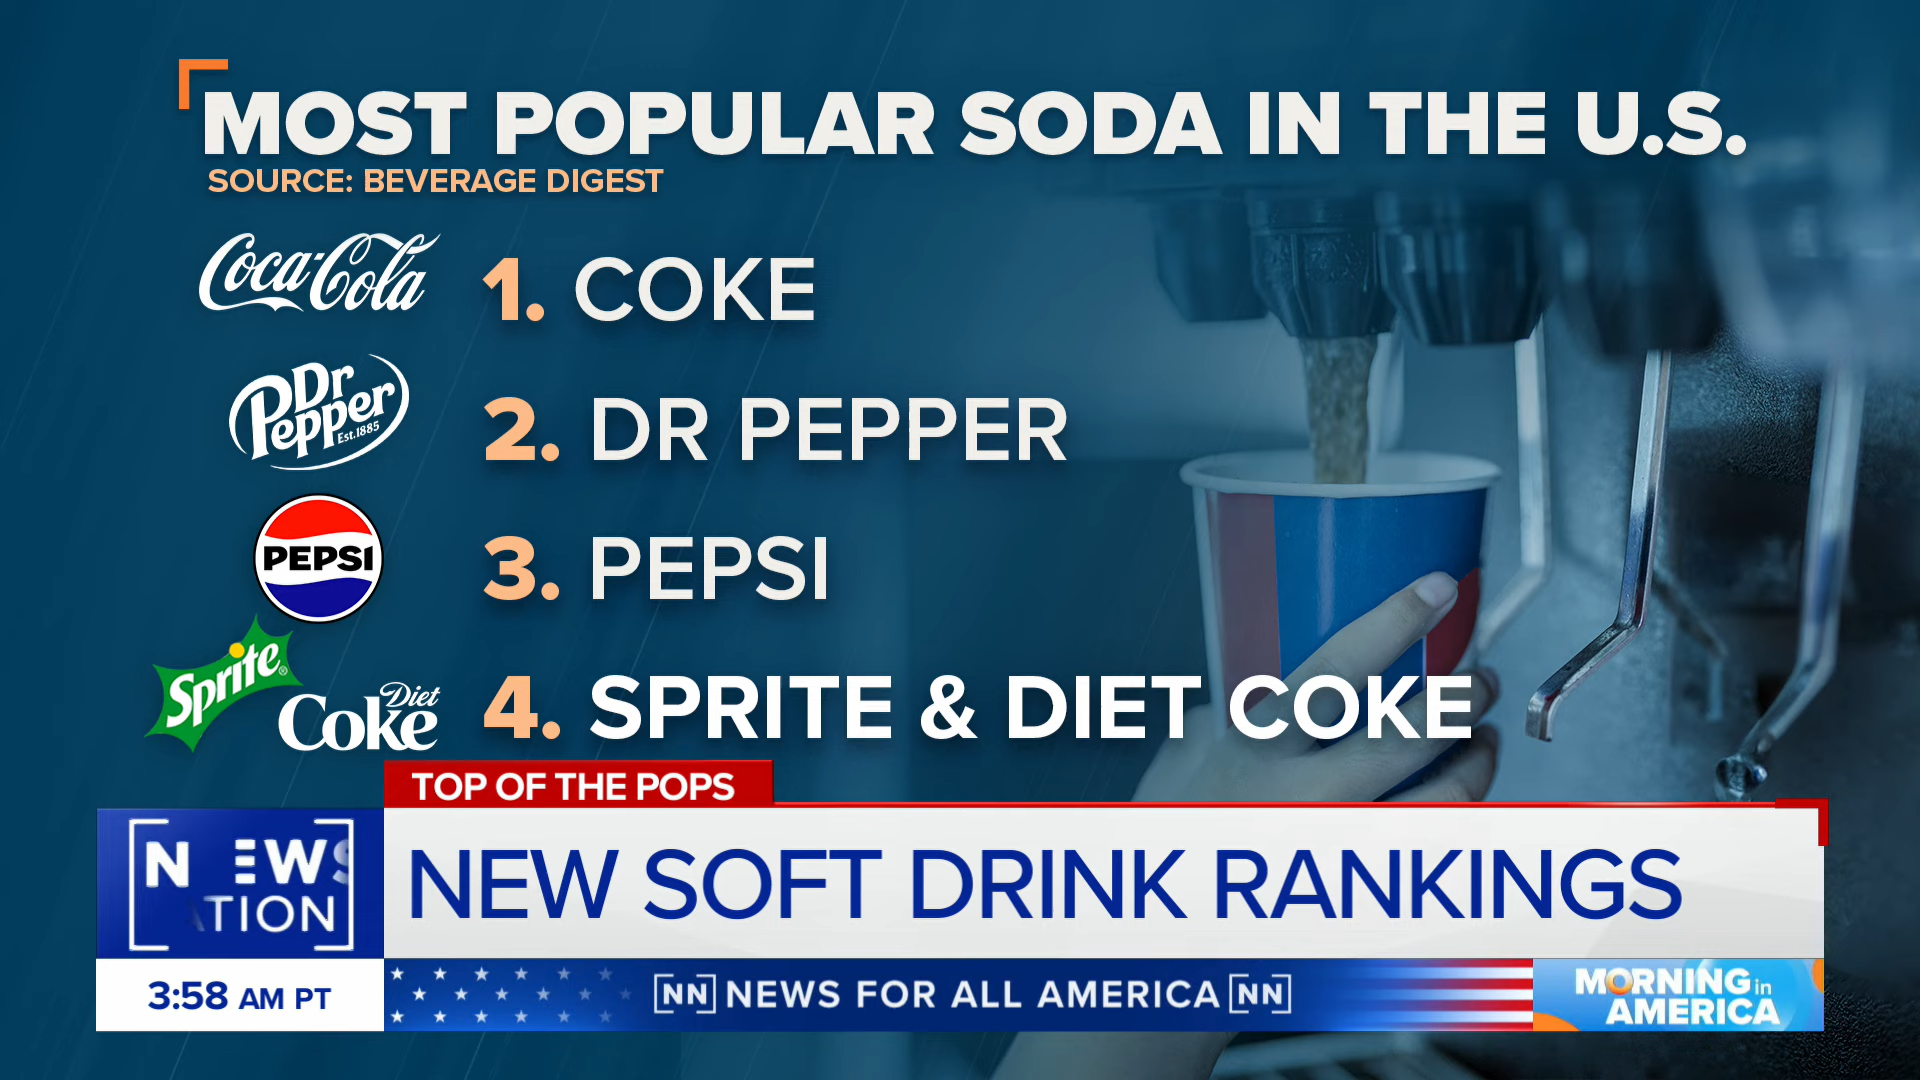 MOST POPULAR SODA IN THE U.S.
SOURCE: BEVERAGE DIGEST
Coca-Cola
1. COKE
Dr
Pepper
Est.1885
2. DR PEPPER
PEPSI
3. PEPSI
Sprite
Diet
Coke
4. SPRITE & DIET COKE
TOP OF THE POPS
NEW SOFT DRINK RANKINGS
N EWS
ATION
3:58 AM PT
NN NEWS FOR ALL AMERICA NN
MORNING in
AMERICA